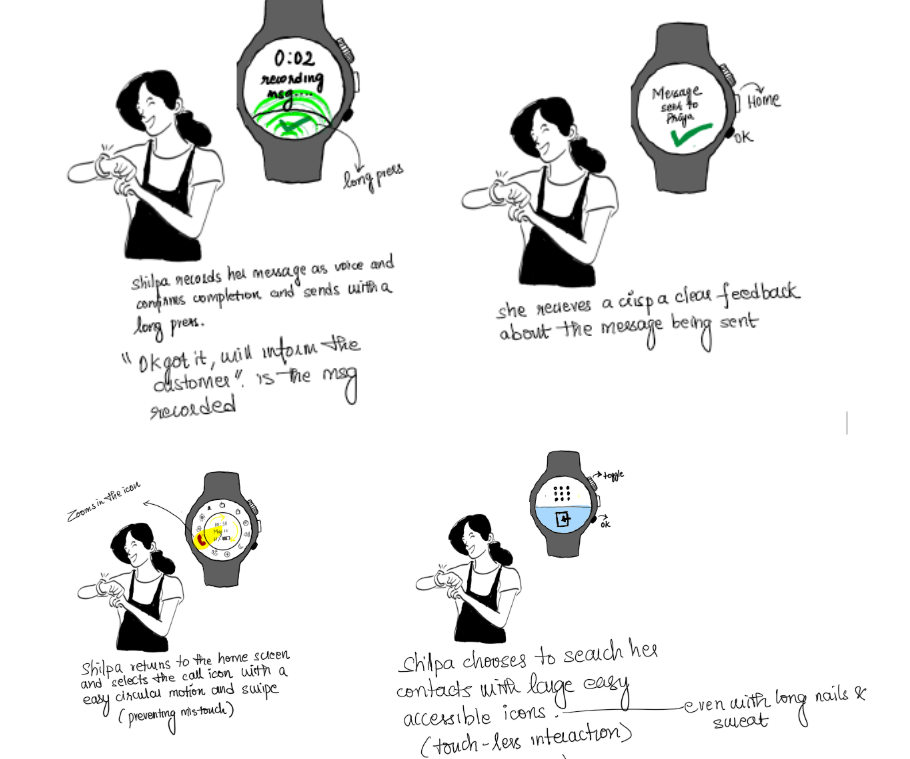 0:02
recording
msg....
long press
Shilpa records her message as voice and
confirms completion and sends with a
long press.
"OK got it, will inform the
customer". is the msg
recorded
Message
sent to
Priya
Home
OK
she recieves a crisp a clear feedback
about the message being sent
Zooms in the icon
Shilpa returns to the home screen
and selects the call icon with a
easy circular motion and swipe
(preventing mistouch)
toggle
ok
Shilpa chooses to search her
contacts with large easy
accessible icons.
(touch-less interaction)
even with long nails &
sweat